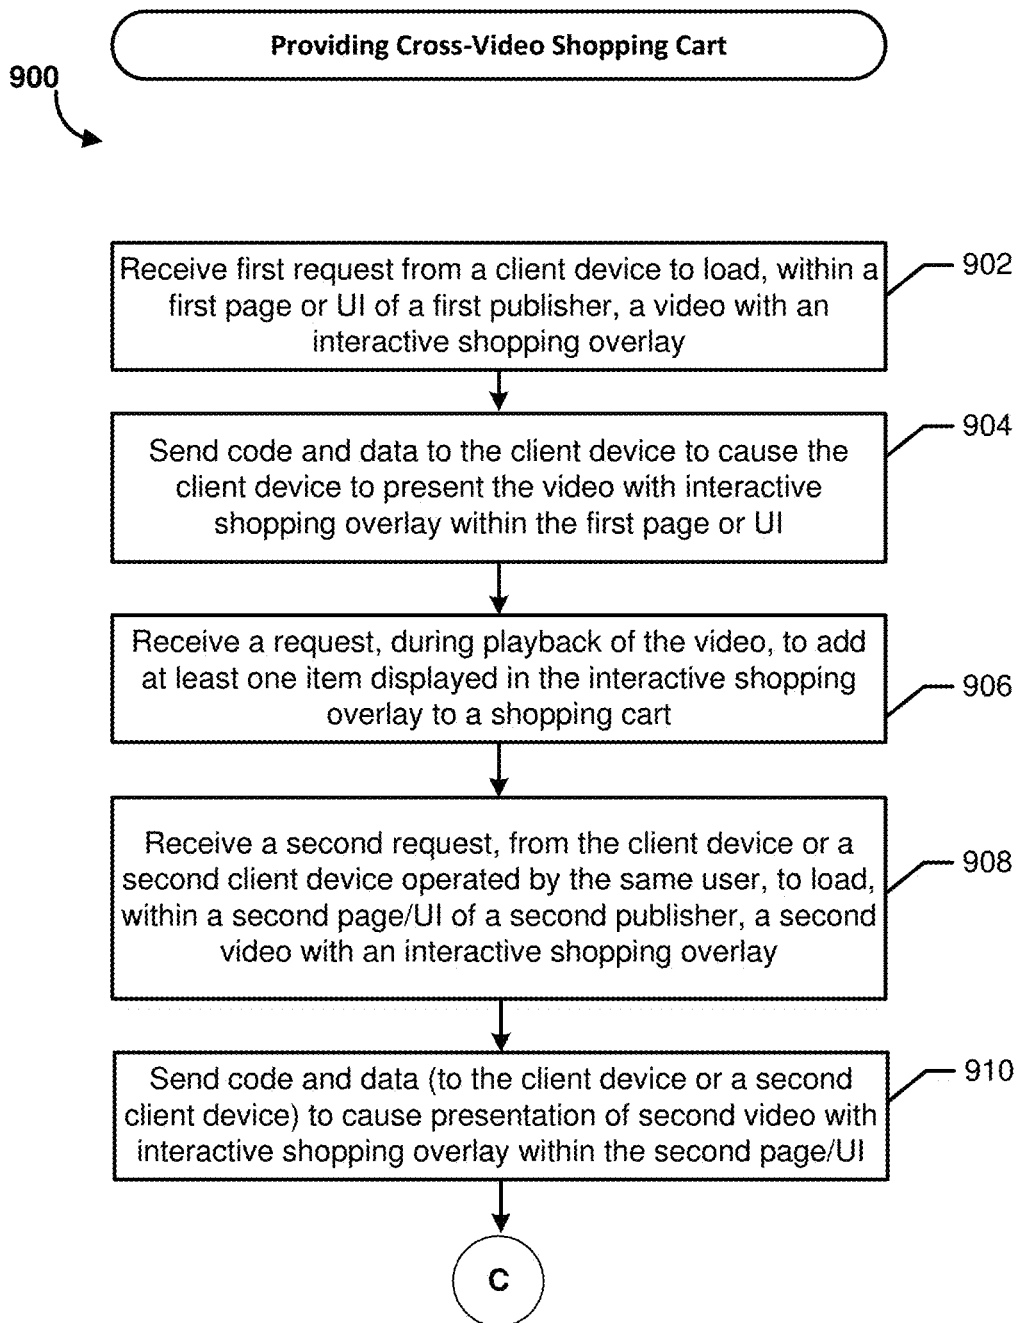 Providing Cross-Video Shopping Cart
900
Receive first request from a client device to load, within a
first page or UI of a first publisher, a video with an
interactive shopping overlay
902
Send code and data to the client device to cause the
client device to present the video with interactive
shopping overlay within the first page or UI
904
Receive a request, during playback of the video, to add
at least one item displayed in the interactive shopping
overlay to a shopping cart
906
Receive a second request, from the client device or a
second client device operated by the same user, to load,
within a second page/UI of a second publisher, a second
video with an interactive shopping overlay
908
Send code and data (to the client device or a second
client device) to cause presentation of second video with
interactive shopping overlay within the second page/UI
910
C